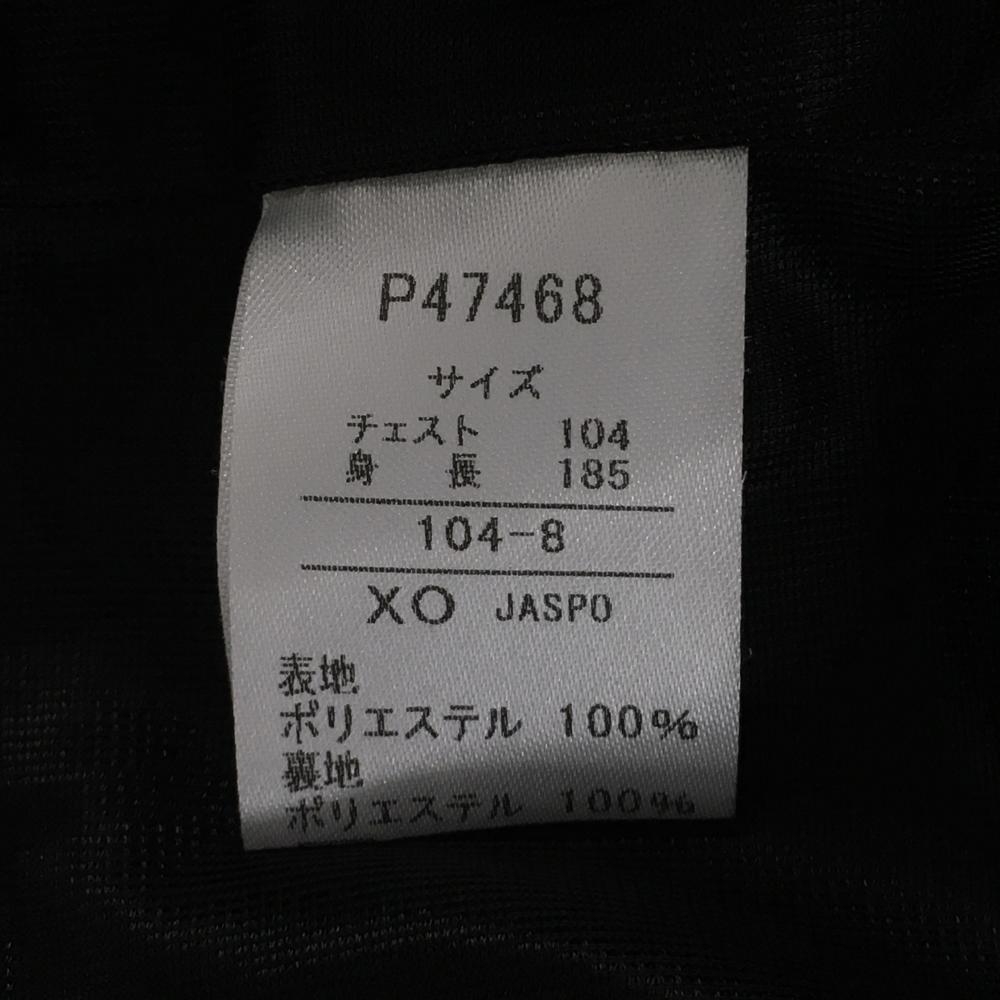 P47468
サイズ
チェスト 104
身長 185
104-8
XO JASPO
表地
ポリエステル 100%
裏地
ポリエステル 100%